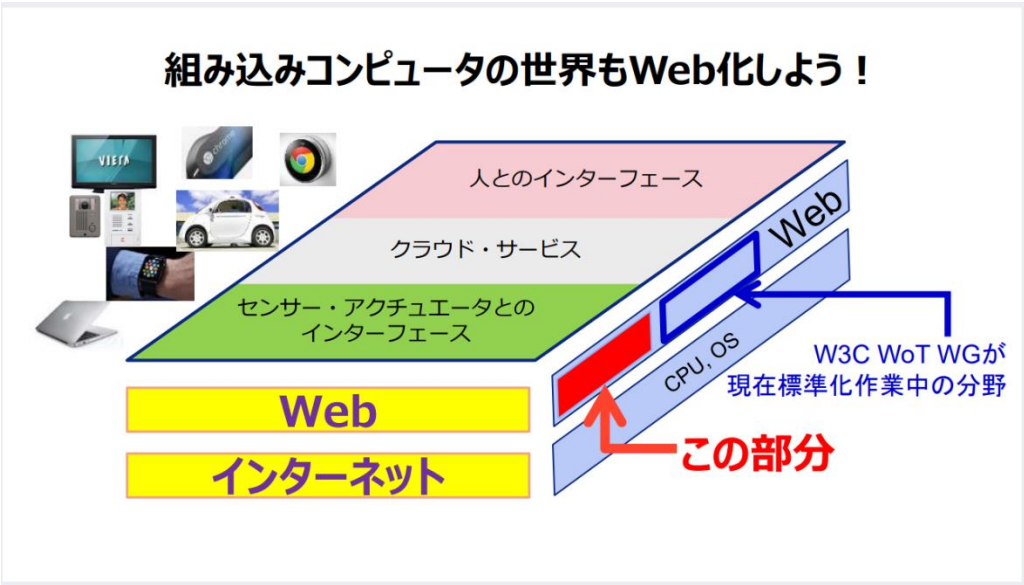 組み込みコンピュータの世界もWeb化しよう！
VIErA
chrome
人とのインターフェース
クラウド・サービス
センサー・アクチュエータとの
インターフェース
Web
CPU, OS
W3C WoT WGが
現在標準化作業中の分野
Web
この部分
インターネット